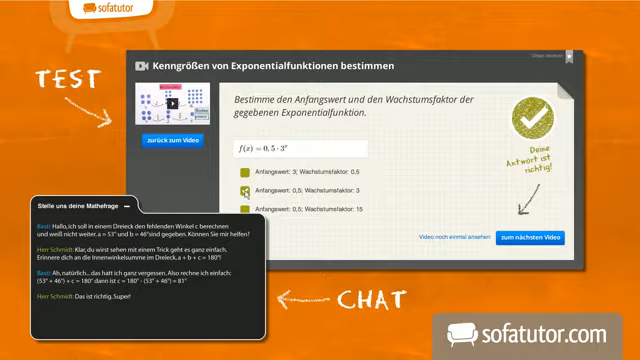 sofatutor
TEST
Kenngrößen von Exponentialfunktionen bestimmen
Video merken
zurück zum Video
Bestimme den Anfangswert und den Wachstumsfaktor der
gegebenen Exponentialfunktion.
f(x) = 0, 5 · 3ˣ
Anfangswert: 3; Wachstumsfaktor: 0,5
Anfangswert: 0,5; Wachstumsfaktor: 3
Anfangswert: 0,5; Wachstumsfaktor: 15
Deine
Antwort ist
richtig!
Video noch einmal ansehen
zum nächsten Video
Stelle uns deine Mathefrage
Basti: Hallo, ich soll in einem Dreieck den fehlenden Winkel c berechnen
und weiß nicht weiter. a = 53° und b = 46° sind gegeben. Können Sie mir helfen?
Herr Schmidt: Klar, du wirst sehen mit einem Trick geht es ganz einfach.
Erinnere dich an die Innenwinkelsumme im Dreieck, a + b + c = 180°!
Basti: Ah, natürlich... das hatte ich ganz vergessen. Also rechne ich einfach:
(53° + 46°) + c = 180° dann ist c = 180° - (53° + 46°) = 81°
Herr Schmidt: Das ist richtig. Super!
CHAT
sofatutor.com